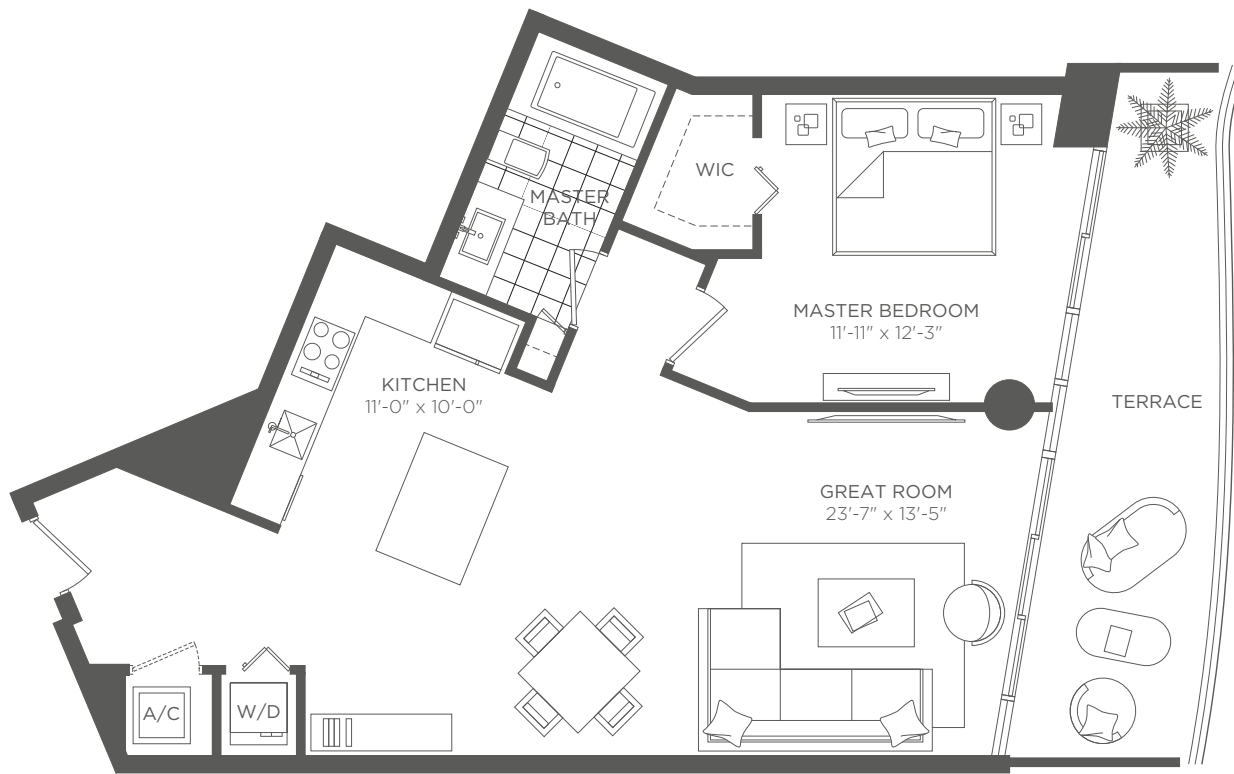 MASTER
BATH
WIC
MASTER BEDROOM
11'-11" x 12'-3"
KITCHEN
11'-0" x 10'-0"
TERRACE
GREAT ROOM
23'-7" x 13'-5"
A/C
W/D